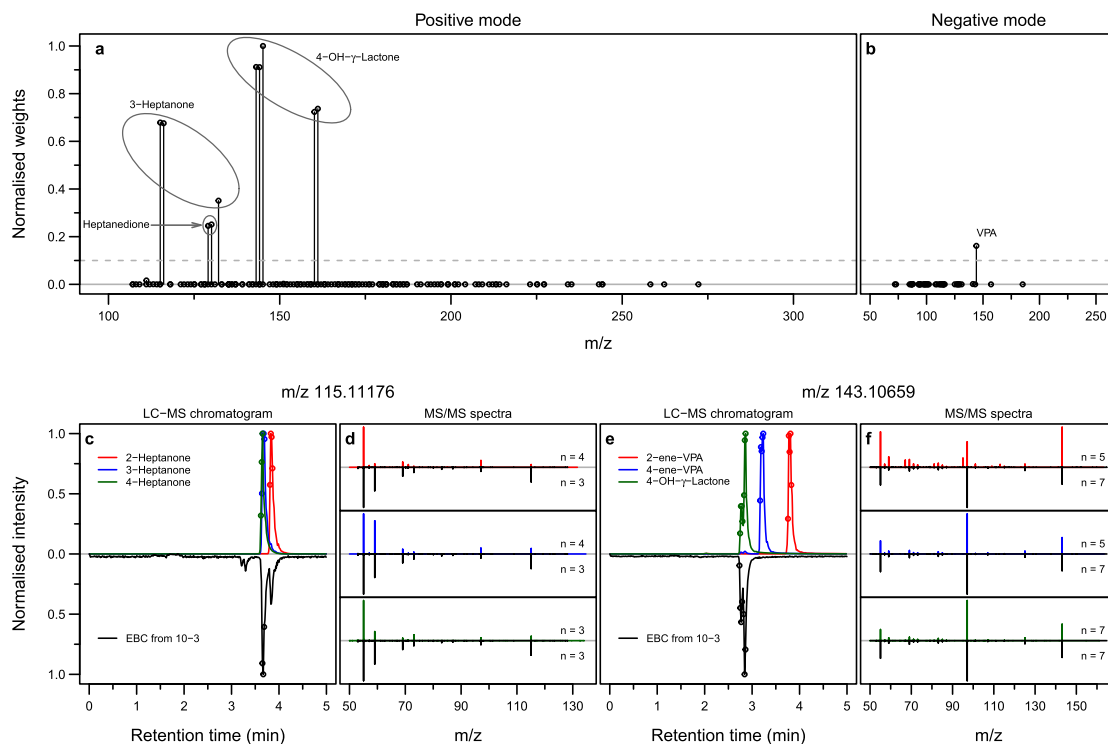 Positive mode
Negative mode
a
b
4−OH−γ−Lactone
3−Heptanone
Heptanedione
VPA
Normalised weights
1.0
0.8
0.6
0.4
0.2
0.0
100 150 200 250 300
50 100 150 200 250
m/z
m/z 115.11176
m/z 143.10659
LC−MS chromatogram
MS/MS spectra
LC−MS chromatogram
MS/MS spectra
c
d
e
f
2−Heptanone
3−Heptanone
4−Heptanone
2−ene−VPA
4−ene−VPA
4−OH−γ−Lactone
n = 4
n = 3
n = 4
n = 3
n = 3
n = 3
n = 5
n = 7
n = 5
n = 7
n = 7
n = 7
Normalised intensity
1.0
0.5
0.0
0.5
1.0
EBC from 10−3
EBC from 10−3
0 1 2 3 4 5
50 70 90 110 130
0 1 2 3 4 5
50 70 90 110 130 150
Retention time (min)
m/z
Retention time (min)
m/z